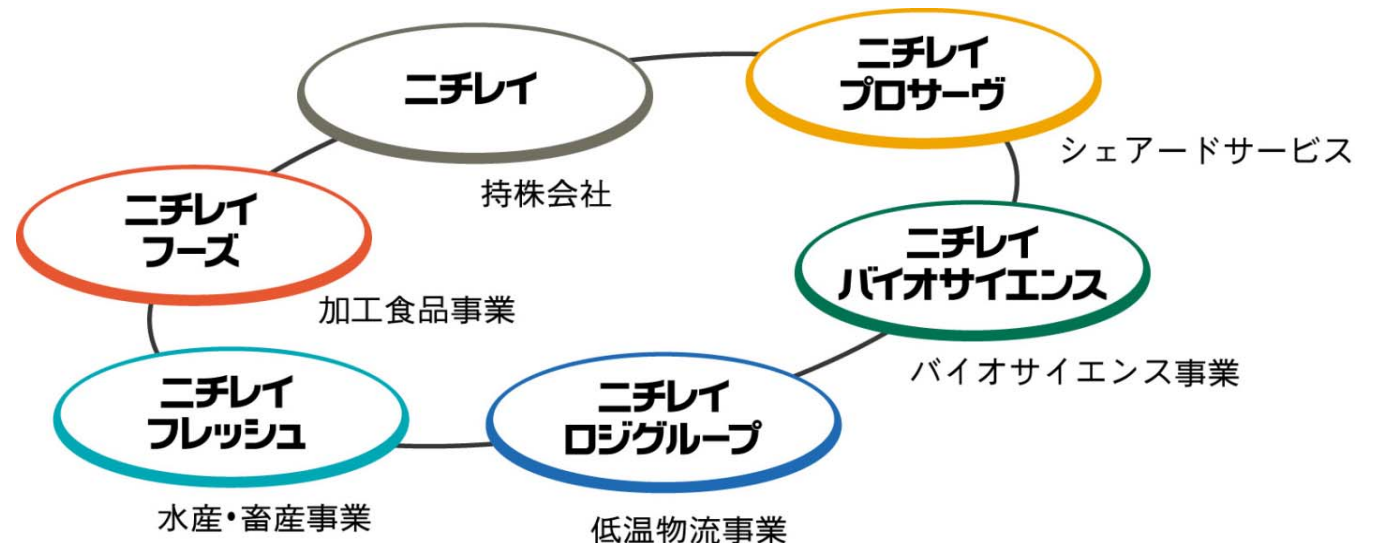 ニチレイ
持株会社
ニチレイ
プロサーヴ
シェアードサービス
ニチレイ
フーズ
加工食品事業
ニチレイ
バイオサイエンス
バイオサイエンス事業
ニチレイ
フレッシュ
水産・畜産事業
ニチレイ
ロジグループ
低温物流事業